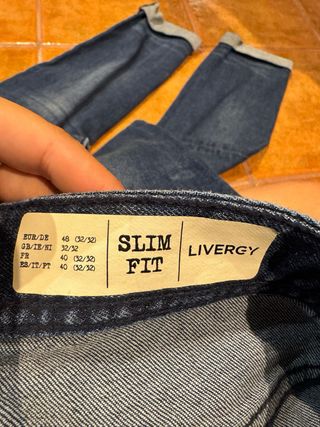 EUR/DE 48 (32/32)
GB/IE/NI 32/32
FR 40 (32/32)
ES/IT/PT 40 (32/32)
SLIM
FIT
LIVERGY